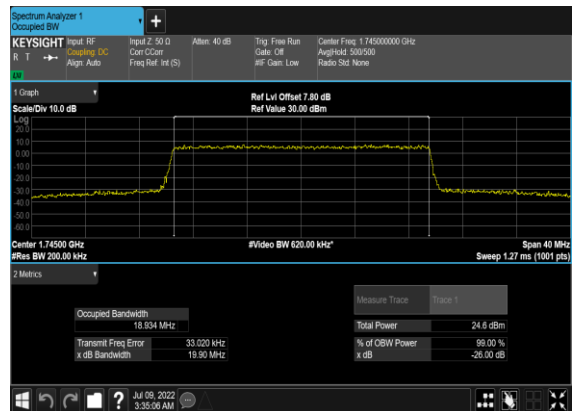 Spectrum Analyzer 1
Occupied BW
+
KEYSIGHT
R T
LXI
Input: RF
Coupling: DC
Align: Auto
Input Z: 50 Ω
Corr CCorr
Freq Ref: Int (S)
Atten: 40 dB
Trig: Free Run
Gate: Off
#IF Gain: Low
Center Freq: 1.745000000 GHz
Avg|Hold: 500/500
Radio Std: None
1 Graph
Scale/Div 10.0 dB
Ref Lvl Offset 7.80 dB
Ref Value 30.00 dBm
Log
20.0
10.0
0.00
-10.0
-20.0
-30.0
-40.0
-50.0
-60.0
Center 1.74500 GHz
#Res BW 200.00 kHz
#Video BW 620.00 kHz*
Span 40 MHz
Sweep 1.27 ms (1001 pts)
2 Metrics
Measure Trace
Trace 1
Occupied Bandwidth
18.934 MHz
Total Power
24.6 dBm
Transmit Freq Error
33.020 kHz
% of OBW Power
99.00 %
x dB Bandwidth
19.90 MHz
x dB
-26.00 dB
?
Jul 09, 2022
3:35:06 AM